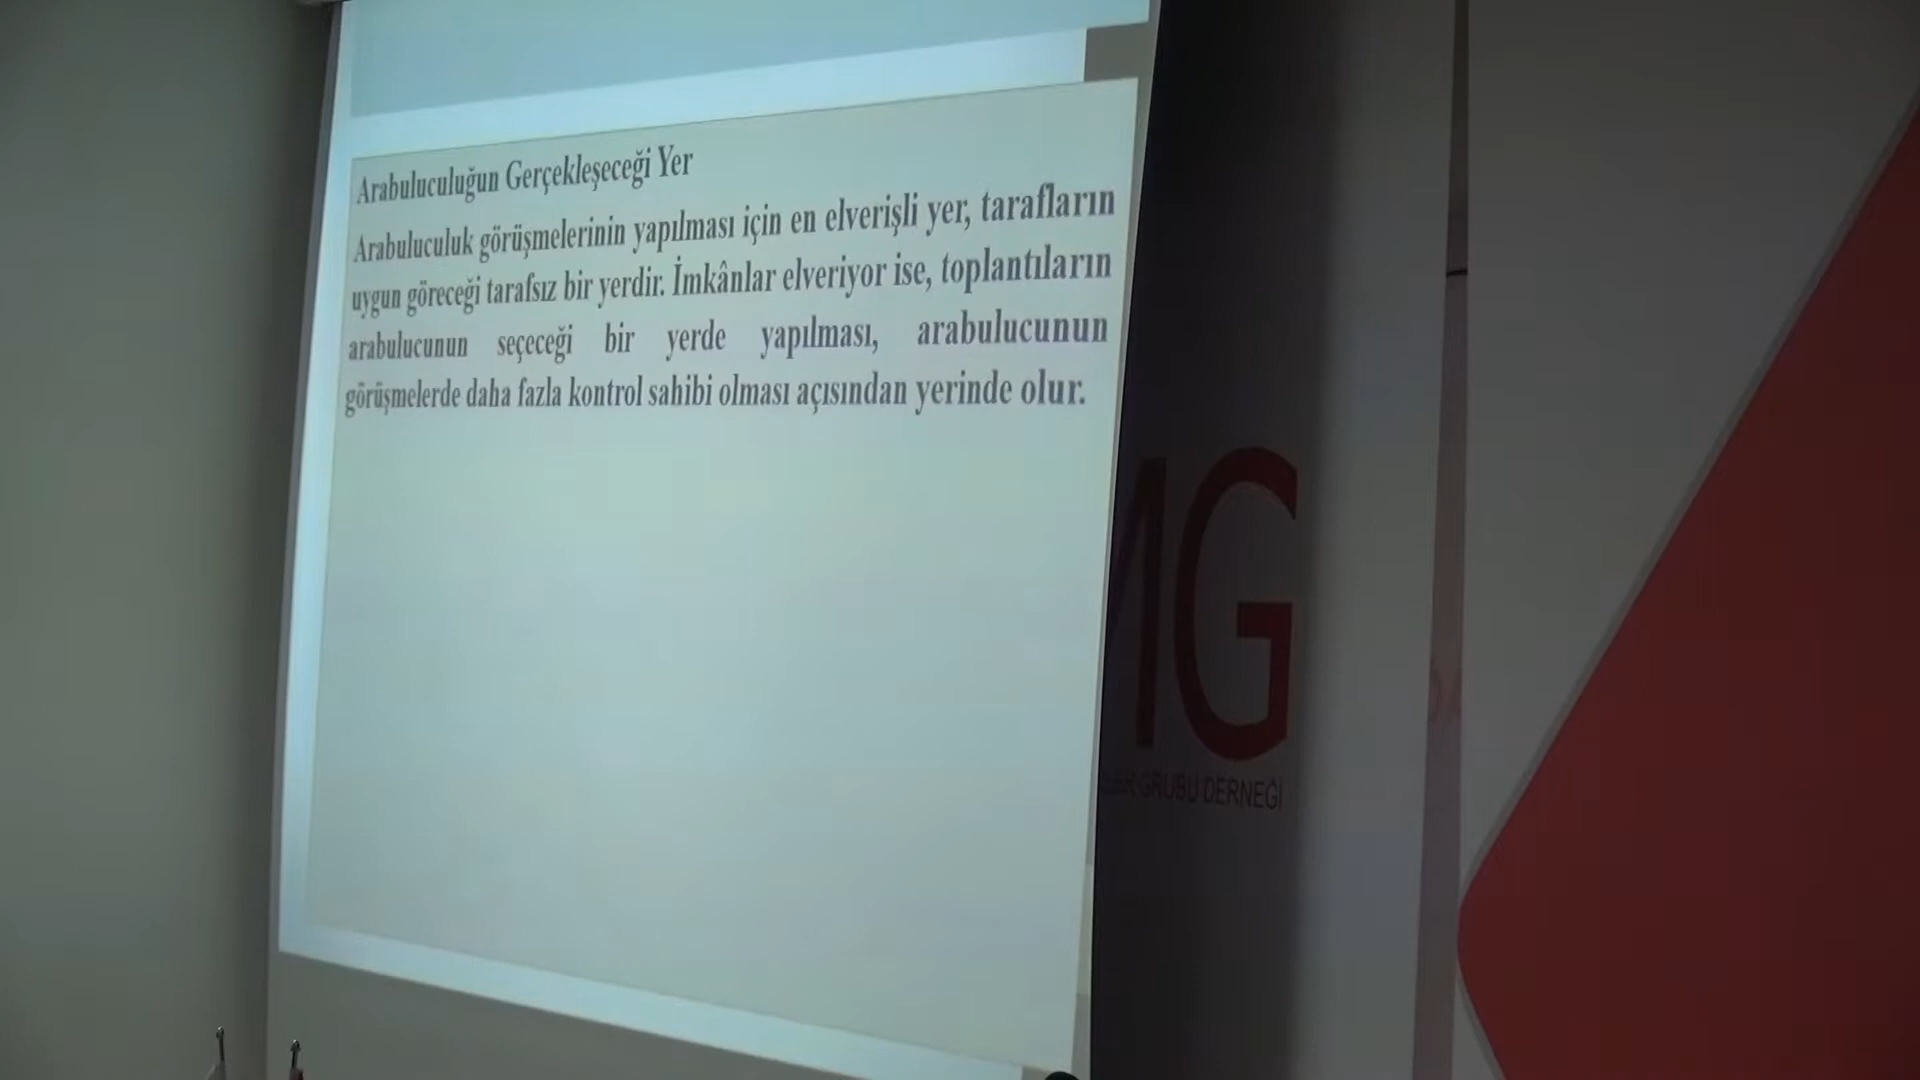 Arabuluculuğun Gerçekleşeceği Yer
Arabuluculuk görüşmelerinin yapılması için en elverişli yer, tarafların
uygun göreceği tarafsız bir yerdir. İmkânlar elveriyor ise, toplantıların
arabulucunun seçeceği bir yerde yapılması, arabulucunun
görüşmelerde daha fazla kontrol sahibi olması açısından yerinde olur.
G
GRUBU DERNEĞİ